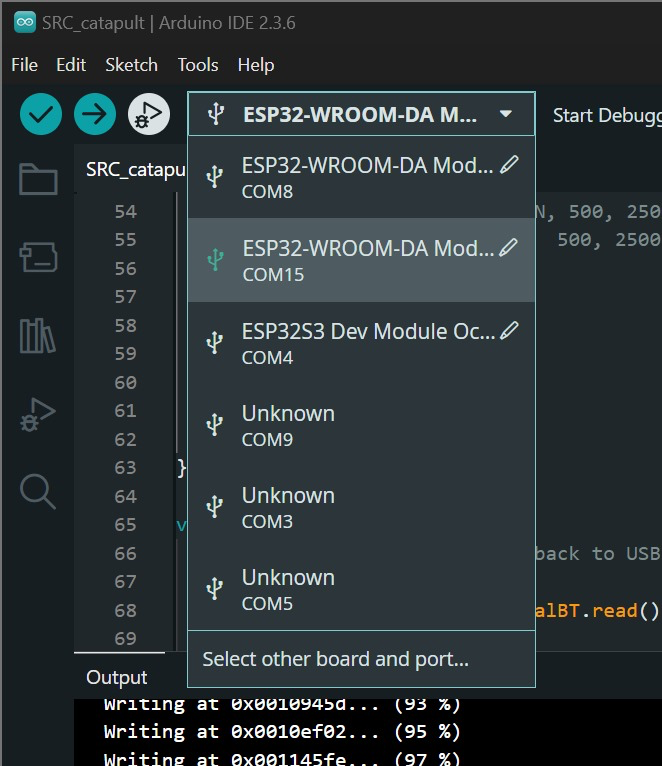 SRC_catapult | Arduino IDE 2.3.6
File Edit Sketch Tools Help
ESP32-WROOM-DA M...
Start Debugg
SRC_catapu
ESP32-WROOM-DA Mod...
COM8
ESP32-WROOM-DA Mod...
COM15
ESP32S3 Dev Module Oc...
COM4
Unknown
COM9
Unknown
COM3
Unknown
COM5
Select other board and port...
54 N, 500, 250
55 500, 2500
56
57
58
59
60
61
62
63 }
64
65 v
66 back to USB
67
68 alBT.read()
69
Output
Writing at 0x0010945d... (93 %)
Writing at 0x0010ef02... (95 %)
Writing at 0x001145fe... (97 %)